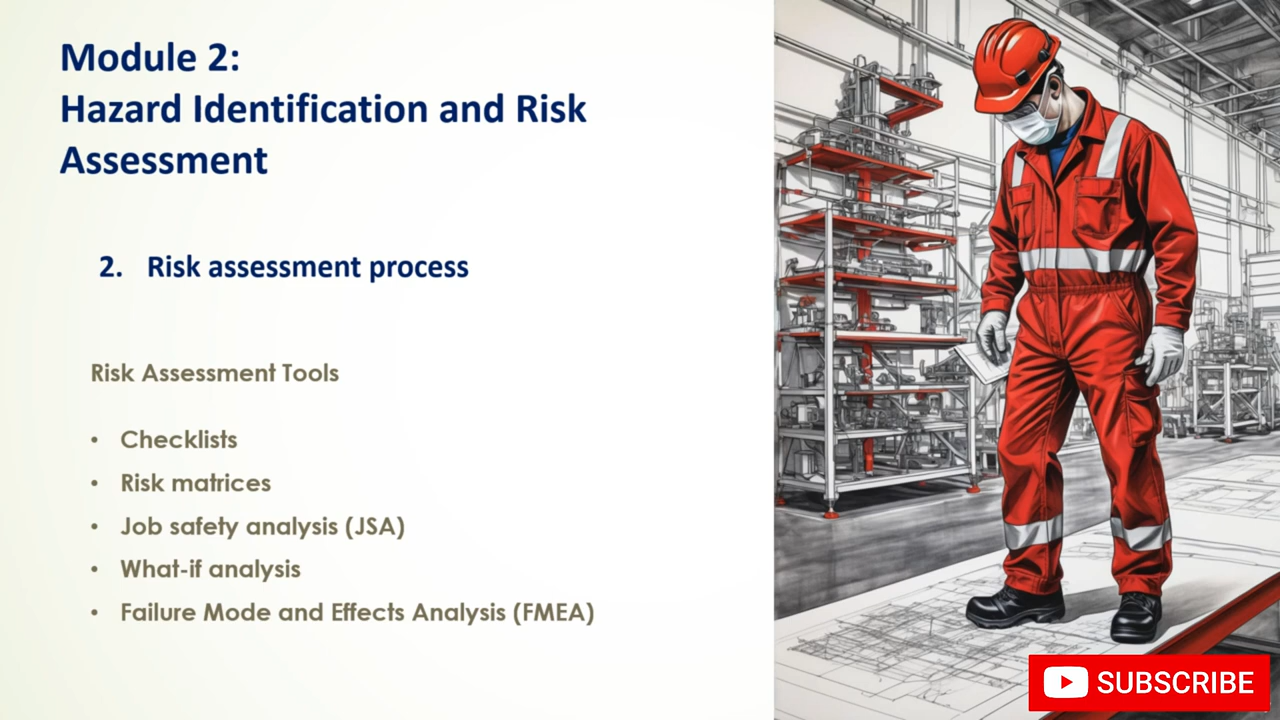 Module 2:
Hazard Identification and Risk
Assessment
2. Risk assessment process
Risk Assessment Tools
• Checklists
• Risk matrices
• Job safety analysis (JSA)
• What-if analysis
• Failure Mode and Effects Analysis (FMEA)
SUBSCRIBE